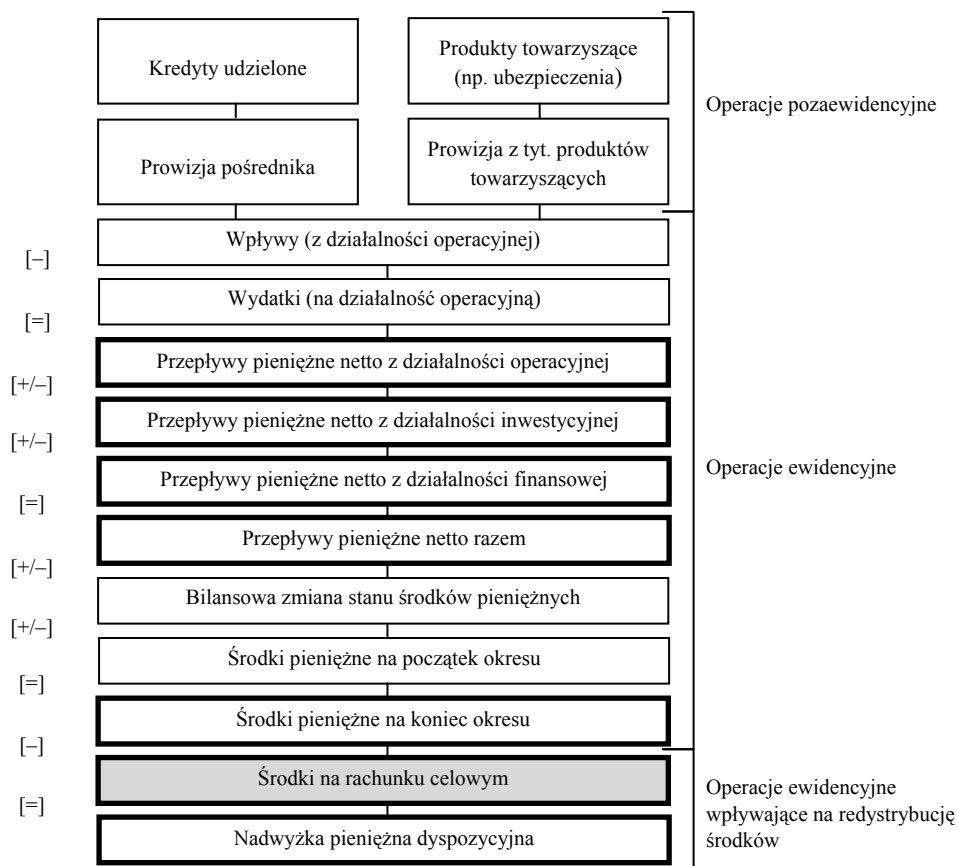 Kredyty udzielone
Produkty towarzyszące
(np. ubezpieczenia)
Operacje pozaewidencyjne
Prowizja pośrednika
Prowizja z tyt. produktów
towarzyszących
Wpływy (z działalności operacyjnej)
[–]
Wydatki (na działalność operacyjną)
[=]
Przepływy pieniężne netto z działalności operacyjnej
[+/–]
Przepływy pieniężne netto z działalności inwestycyjnej
[+/–]
Przepływy pieniężne netto z działalności finansowej
Operacje ewidencyjne
[=]
Przepływy pieniężne netto razem
[+/–]
Bilansowa zmiana stanu środków pieniężnych
[+/–]
Środki pieniężne na początek okresu
[=]
Środki pieniężne na koniec okresu
[–]
Środki na rachunku celowym
[=]
Nadwyżka pieniężna dyspozycyjna
Operacje ewidencyjne
wpływające na redystrybucję
środków